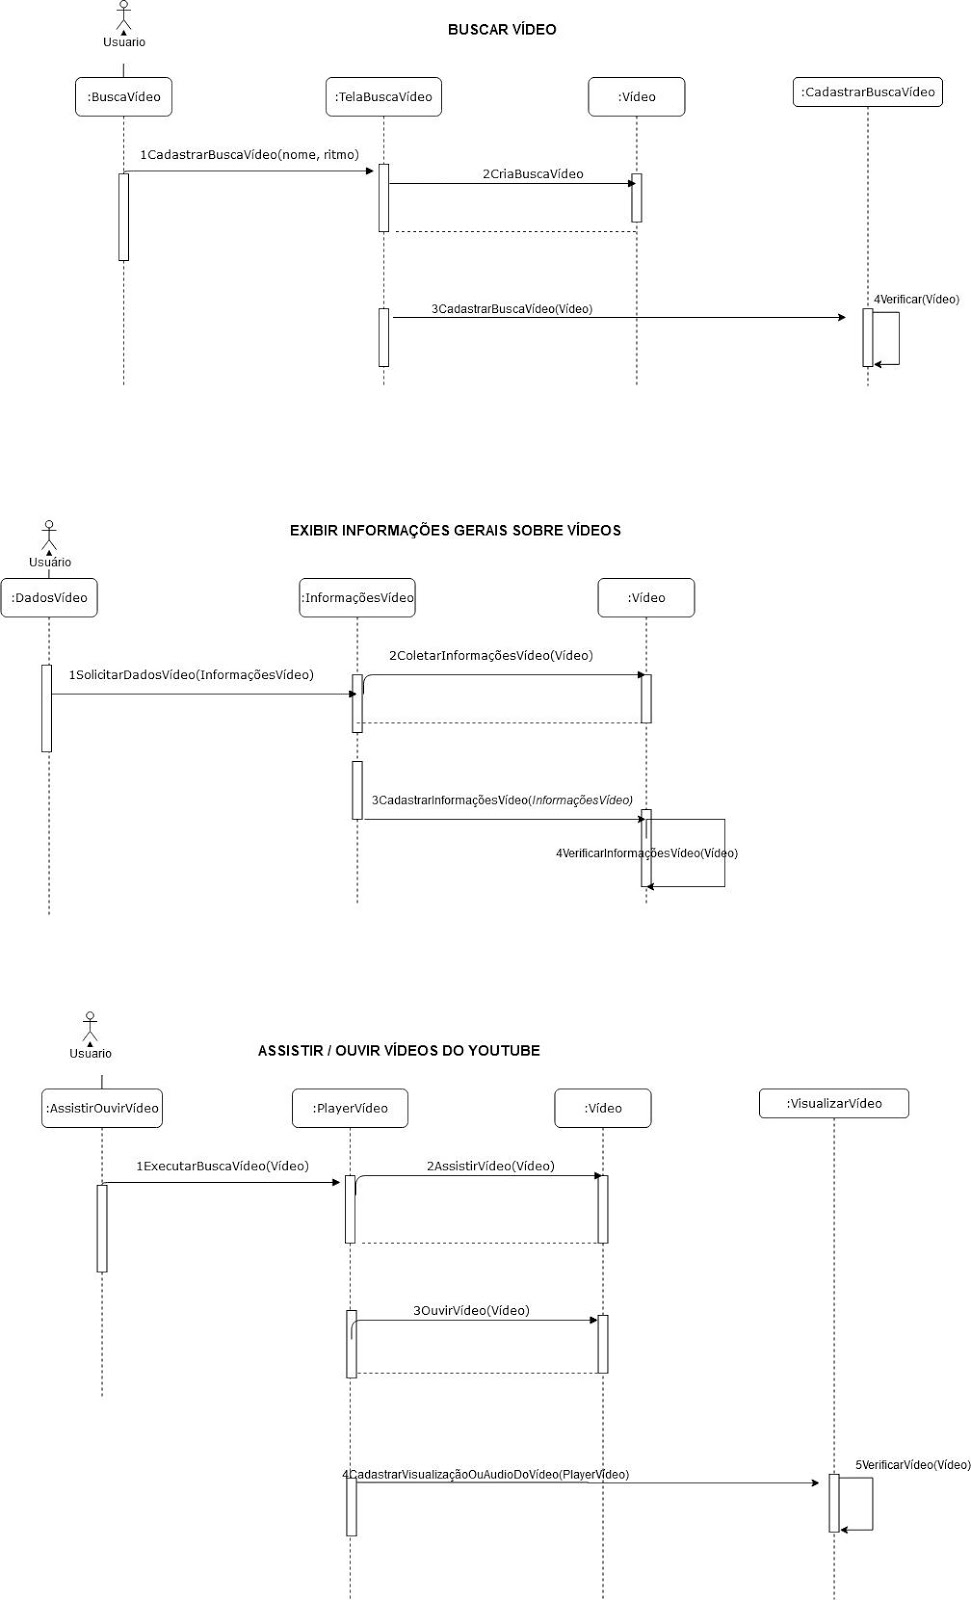 BUSCAR VÍDEO
Usuario
:BuscaVídeo
:TelaBuscaVídeo
:Vídeo
:CadastrarBuscaVídeo
1CadastrarBuscaVídeo(nome, ritmo)
2CriaBuscaVídeo
3CadastrarBuscaVídeo(Vídeo)
4Verificar(Vídeo)
EXIBIR INFORMAÇÕES GERAIS SOBRE VÍDEOS
Usuário
:DadosVídeo
:InformaçõesVídeo
:Vídeo
1SolicitarDadosVídeo(InformaçõesVídeo)
2ColetarInformaçõesVídeo(Vídeo)
3CadastrarInformaçõesVídeo(InformaçõesVídeo)
4VerificarInformaçõesVídeo(Vídeo)
ASSISTIR / OUVIR VÍDEOS DO YOUTUBE
Usuario
:AssistirOuvirVídeo
:PlayerVídeo
:Vídeo
:VisualizarVídeo
1ExecutarBuscaVídeo(Vídeo)
2AssistirVídeo(Vídeo)
3OuvirVídeo(Vídeo)
4CadastrarVisualizaçãoOuAudioDoVídeo(PlayerVídeo)
5VerificarVídeo(Vídeo)